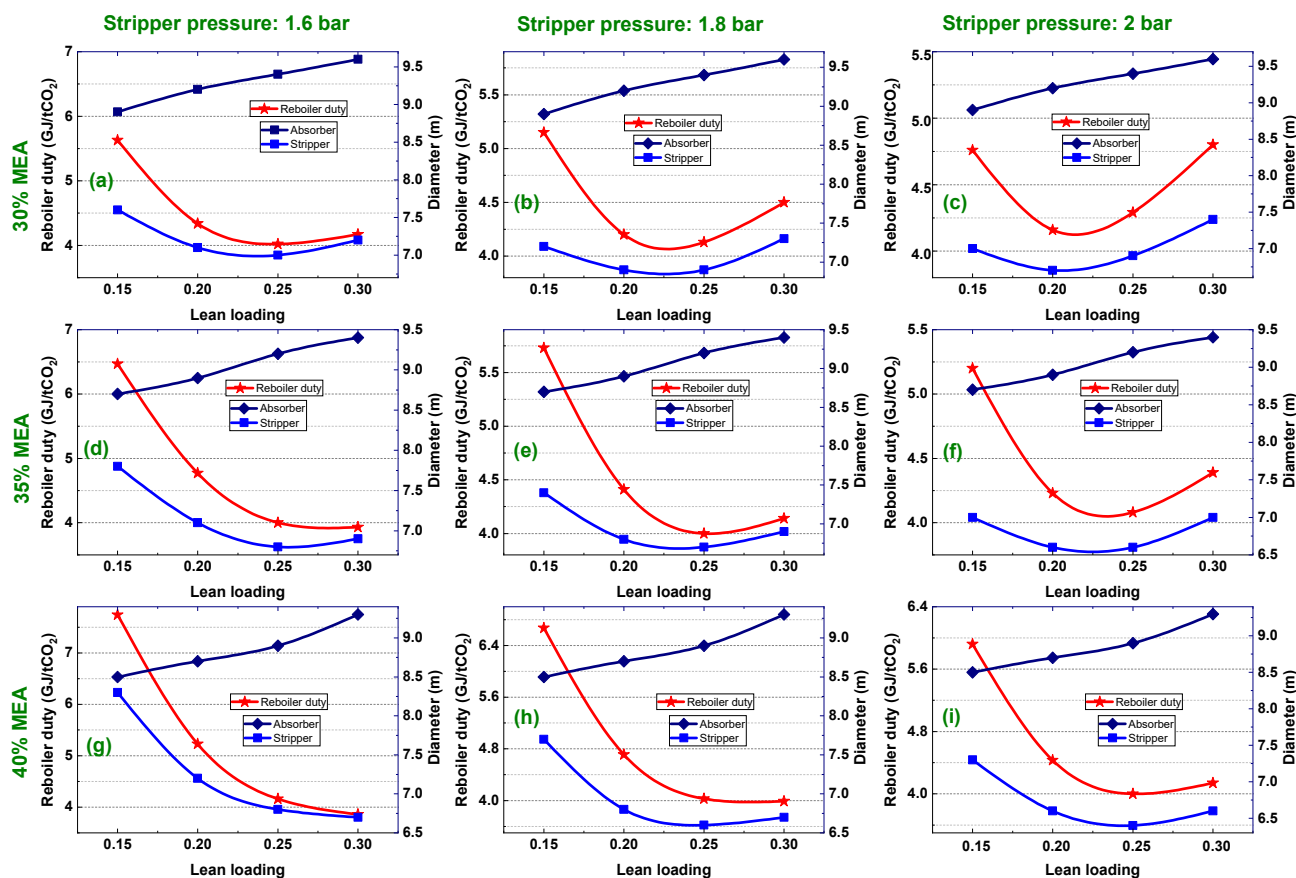 Stripper pressure: 1.6 bar
Stripper pressure: 1.8 bar
Stripper pressure: 2 bar
30% MEA
Reboiler duty (GJ/tCO₂)
7
6
5
4
(a)
Reboiler duty
Absorber
Stripper
9.5
9.0
8.5
8.0
7.5
7.0
Diameter (m)
0.15 0.20 0.25 0.30
Lean loading
Reboiler duty (GJ/tCO₂)
5.5
5.0
4.5
4.0
(b)
Reboiler duty
Absorber
Stripper
9.5
9.0
8.5
8.0
7.5
7.0
Diameter (m)
0.15 0.20 0.25 0.30
Lean loading
Reboiler duty (GJ/tCO₂)
5.5
5.0
4.5
4.0
(c)
Reboiler duty
Absorber
Stripper
9.5
9.0
8.5
8.0
7.5
7.0
Diameter (m)
0.15 0.20 0.25 0.30
Lean loading
35% MEA
Reboiler duty (GJ/tCO₂)
7
6
5
4
(d)
Reboiler duty
Absorber
Stripper
9.5
9.0
8.5
8.0
7.5
7.0
Diameter (m)
0.15 0.20 0.25 0.30
Lean loading
Reboiler duty (GJ/tCO₂)
5.5
5.0
4.5
4.0
(e)
Reboiler duty
Absorber
Stripper
9.5
9.0
8.5
8.0
7.5
7.0
Diameter (m)
0.15 0.20 0.25 0.30
Lean loading
Reboiler duty (GJ/tCO₂)
5.5
5.0
4.5
4.0
(f)
Reboiler duty
Absorber
Stripper
9.5
9.0
8.5
8.0
7.5
7.0
6.5
Diameter (m)
0.15 0.20 0.25 0.30
Lean loading
40% MEA
Reboiler duty (GJ/tCO₂)
7
6
5
4
(g)
Reboiler duty
Absorber
Stripper
9.0
8.5
8.0
7.5
7.0
6.5
Diameter (m)
0.15 0.20 0.25 0.30
Lean loading
Reboiler duty (GJ/tCO₂)
6.4
5.6
4.8
4.0
(h)
Reboiler duty
Absorber
Stripper
9.0
8.5
8.0
7.5
7.0
6.5
Diameter (m)
0.15 0.20 0.25 0.30
Lean loading
Reboiler duty (GJ/tCO₂)
6.4
5.6
4.8
4.0
(i)
Reboiler duty
Absorber
Stripper
9.0
8.5
8.0
7.5
7.0
6.5
Diameter (m)
0.15 0.20 0.25 0.30
Lean loading